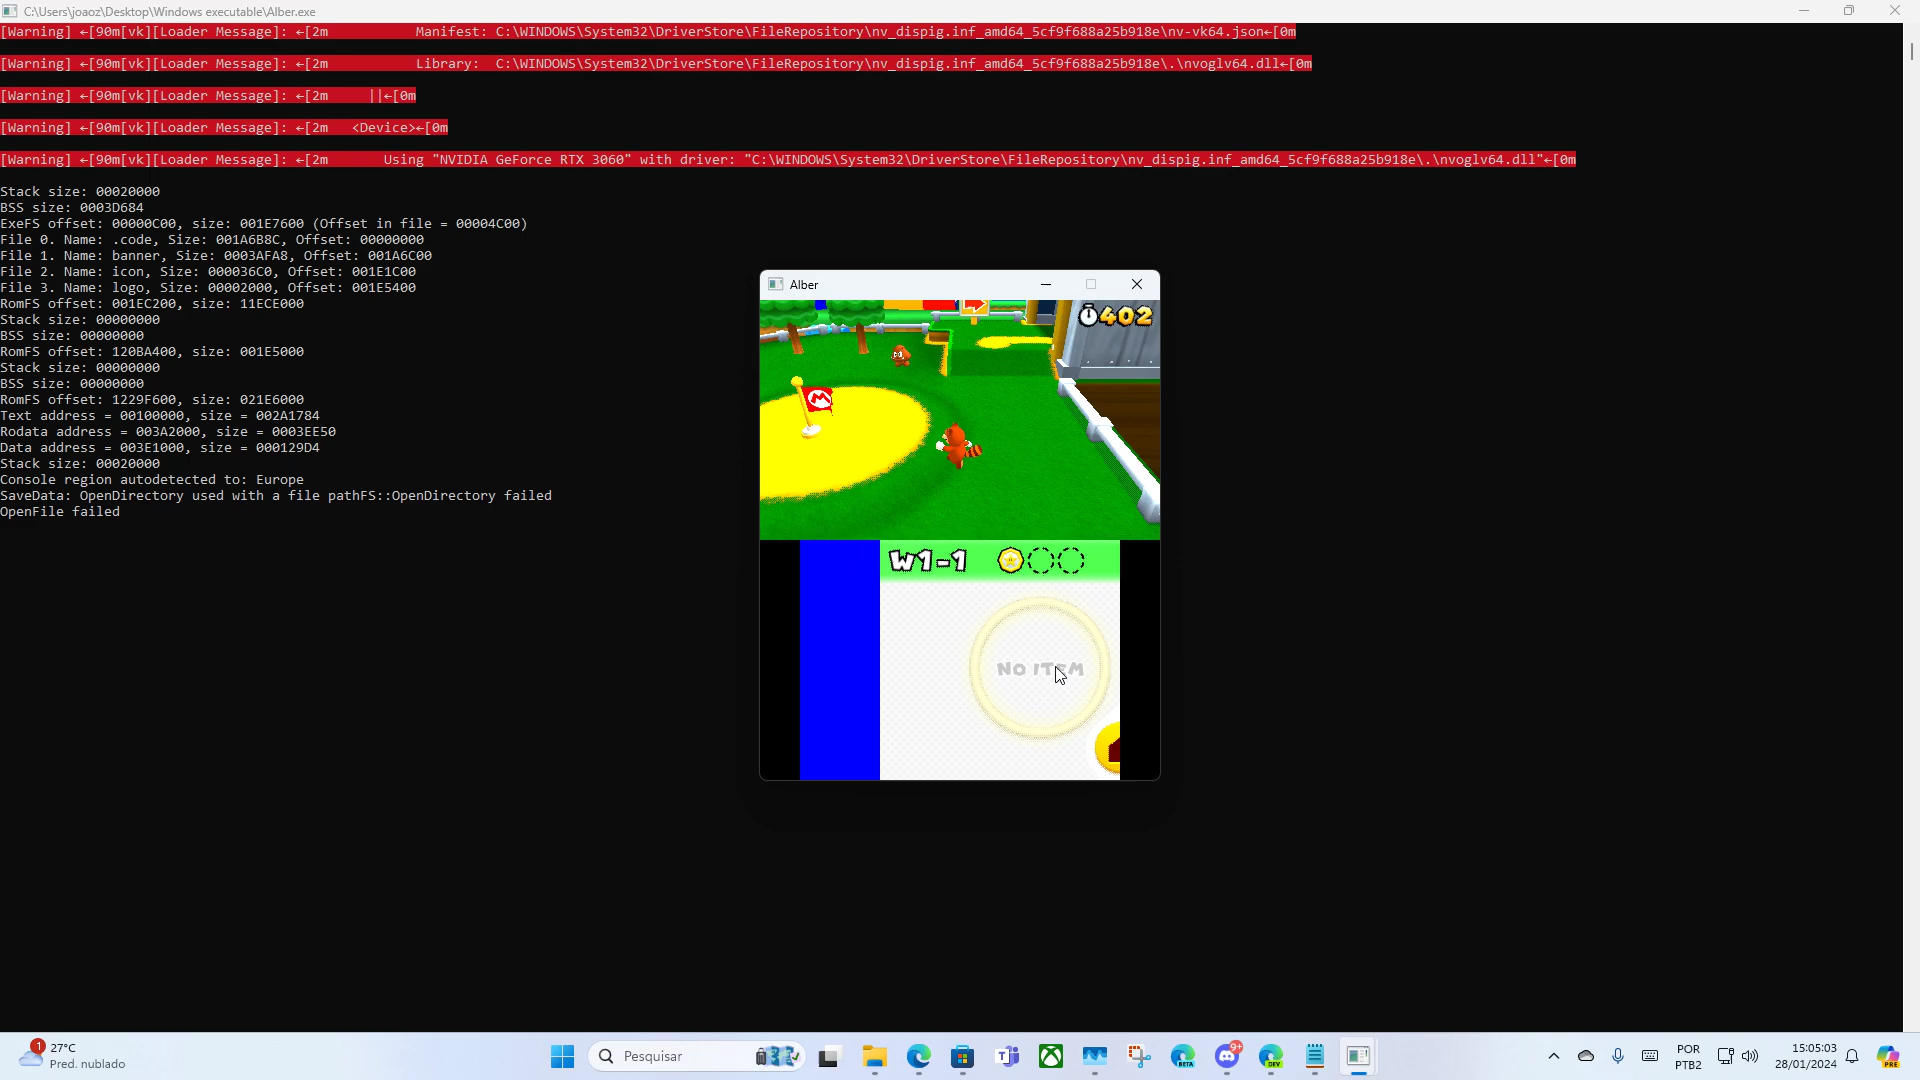 C:\Users\joaoz\Desktop\Windows executable\Alber.exe
[Warning] ←[90m[vk][Loader Message]: ←[2m           Manifest: C:\WINDOWS\System32\DriverStore\FileRepository\nv_dispig.inf_amd64_5cf9f688a25b918e\nv-vk64.json←[0m
[Warning] ←[90m[vk][Loader Message]: ←[2m           Library:  C:\WINDOWS\System32\DriverStore\FileRepository\nv_dispig.inf_amd64_5cf9f688a25b918e\.\nvoglv64.dll←[0m
[Warning] ←[90m[vk][Loader Message]: ←[2m     ||←[0m
[Warning] ←[90m[vk][Loader Message]: ←[2m   <Device>←[0m
[Warning] ←[90m[vk][Loader Message]: ←[2m       Using "NVIDIA GeForce RTX 3060" with driver: "C:\WINDOWS\System32\DriverStore\FileRepository\nv_dispig.inf_amd64_5cf9f688a25b918e\.\nvoglv64.dll"←[0m
Stack size: 00020000
BSS size: 0003D684
ExeFS offset: 00000C00, size: 001E7600 (Offset in file = 00004C00)
File 0. Name: .code, Size: 001A6B8C, Offset: 00000000
File 1. Name: banner, Size: 0003AFA8, Offset: 001A6C00
File 2. Name: icon, Size: 000036C0, Offset: 001E1C00
File 3. Name: logo, Size: 00002000, Offset: 001E5400
RomFS offset: 001EC200, size: 11ECE000
Stack size: 00000000
BSS size: 00000000
RomFS offset: 120BA400, size: 001E5000
Stack size: 00000000
BSS size: 00000000
RomFS offset: 1229F600, size: 021E6000
Text address = 00100000, size = 002A1784
Rodata address = 003A2000, size = 0003EE50
Data address = 003E1000, size = 000129D4
Stack size: 00020000
Console region autodetected to: Europe
SaveData: OpenDirectory used with a file pathFS::OpenDirectory failed
OpenFile failed
Alber
402
M
W1-1
NO ITEM
1
27°C
Pred. nublado
Pesquisar
BETA
9+
DEV
POR
PTB2
15:05:03
28/01/2024
PRE